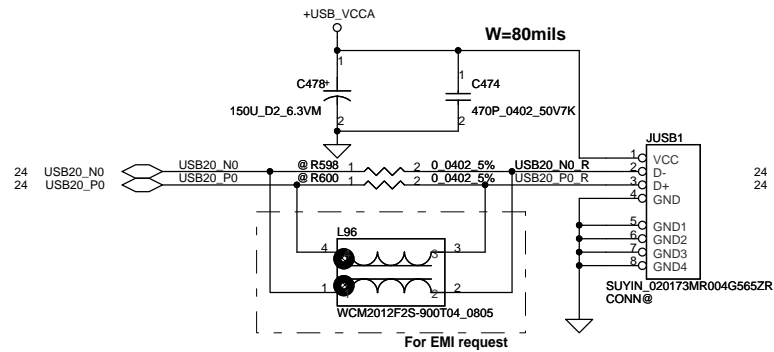 +USB_VCCA
W=80mils
1
1
C478
+
C474
150U_D2_6.3VM
470P_0402_50V7K
2
2
JUSB1
24 USB20_N0 USB20_N0 @ R598 1 2 0_0402_5% USB20_N0_R
24 USB20_P0 USB20_P0 @ R600 1 2 0_0402_5% USB20_P0_R
1 VCC
2 D-
3 D+
4 GND
24
24
5 GND1
6 GND2
7 GND3
8 GND4
L96
4 3 3
1 2 2
WCM2012F2S-900T04_0805
SUYIN_020173MR004G565ZR
CONN@
For EMI request